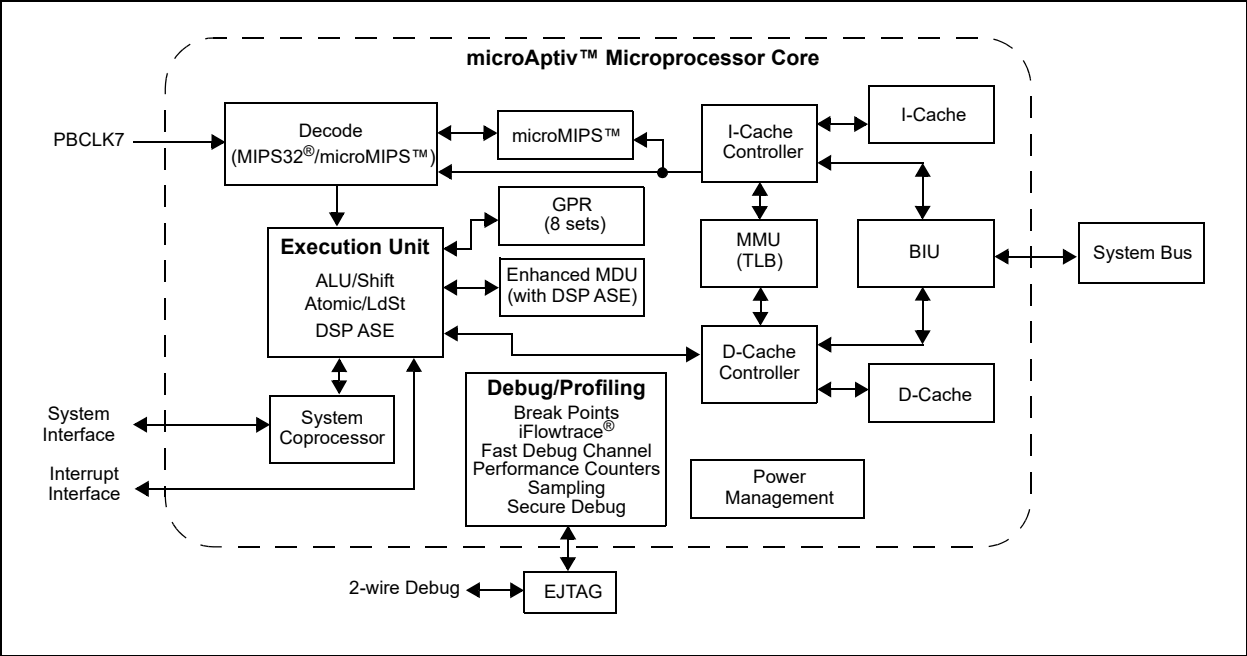 microAptiv™ Microprocessor Core
PBCLK7
Decode
(MIPS32®/microMIPS™)
microMIPS™
I-Cache
Controller
I-Cache
GPR
(8 sets)
MMU
(TLB)
BIU
System Bus
Execution Unit
ALU/Shift
Atomic/LdSt
DSP ASE
Enhanced MDU
(with DSP ASE)
D-Cache
Controller
D-Cache
Debug/Profiling
Break Points
iFlowtrace®
Fast Debug Channel
Performance Counters
Sampling
Secure Debug
System
Interface
System
Coprocessor
Interrupt
Interface
Power
Management
2-wire Debug
EJTAG